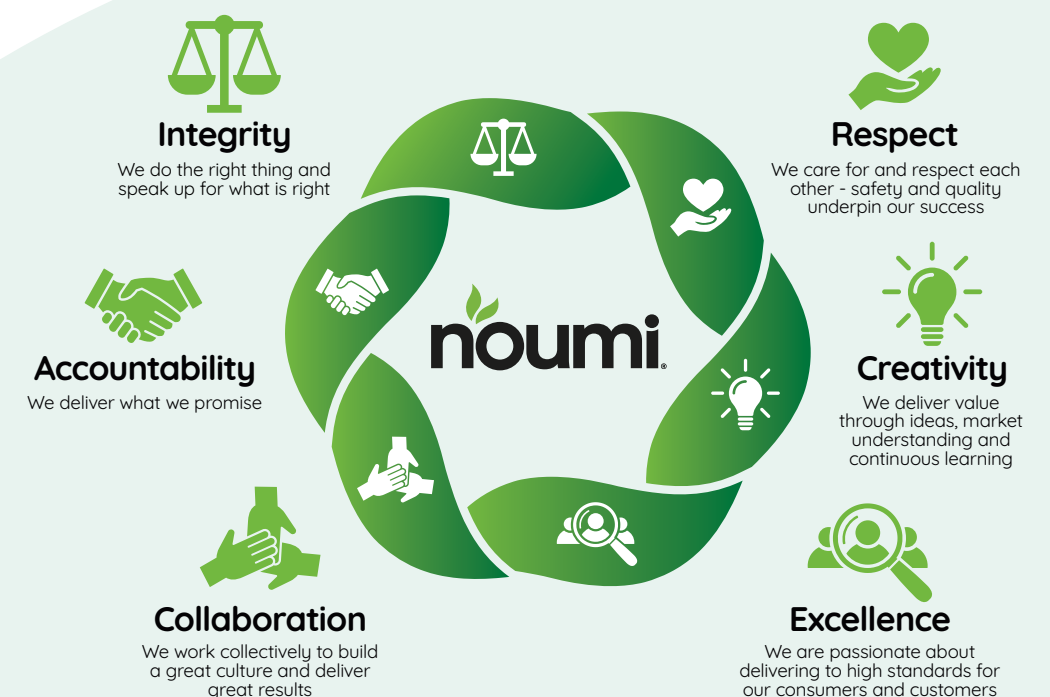 Integrity
We do the right thing and
speak up for what is right
Respect
We care for and respect each
other - safety and quality
underpin our success
noumi®
Accountability
We deliver what we promise
Creativity
We deliver value
through ideas, market
understanding and
continuous learning
Collaboration
We work collectively to build
a great culture and deliver
great results
Excellence
We are passionate about
delivering to high standards for
our consumers and customers